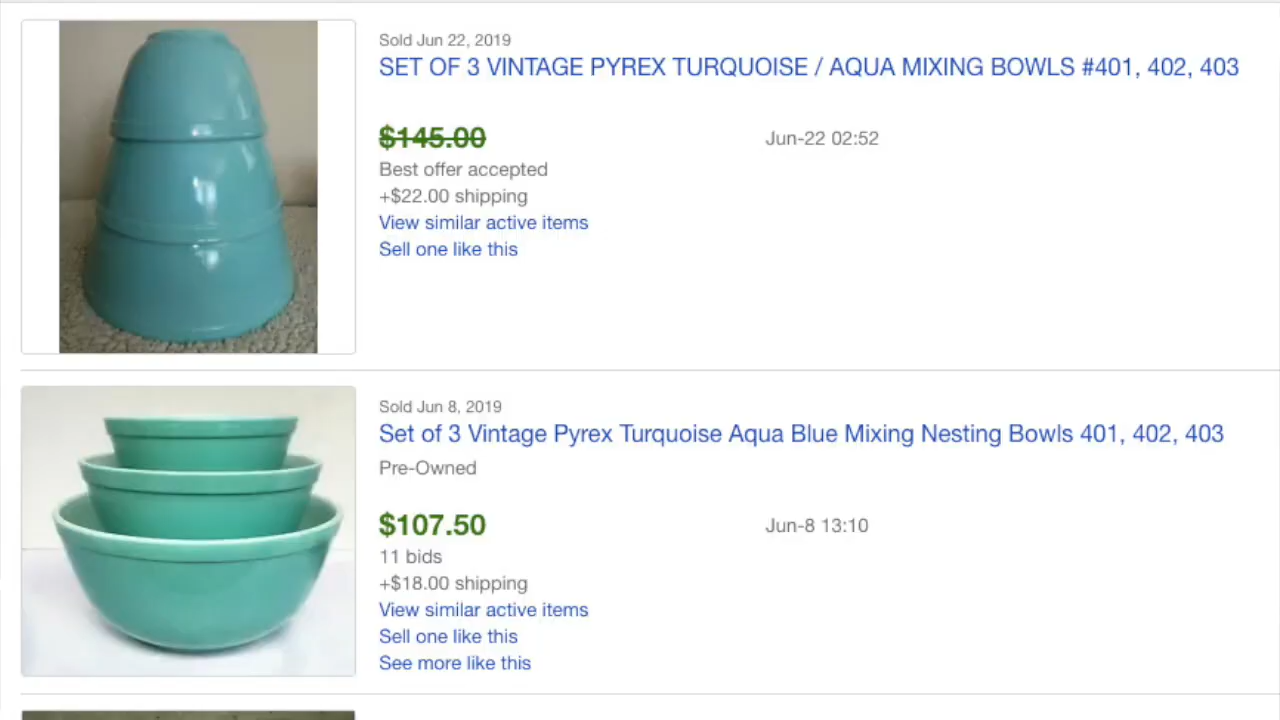 Sold Jun 22, 2019
SET OF 3 VINTAGE PYREX TURQUOISE / AQUA MIXING BOWLS #401, 402, 403
$145.00
Jun-22 02:52
Best offer accepted
+$22.00 shipping
View similar active items
Sell one like this
Sold Jun 8, 2019
Set of 3 Vintage Pyrex Turquoise Aqua Blue Mixing Nesting Bowls 401, 402, 403
Pre-Owned
$107.50
Jun-8 13:10
11 bids
+$18.00 shipping
View similar active items
Sell one like this
See more like this